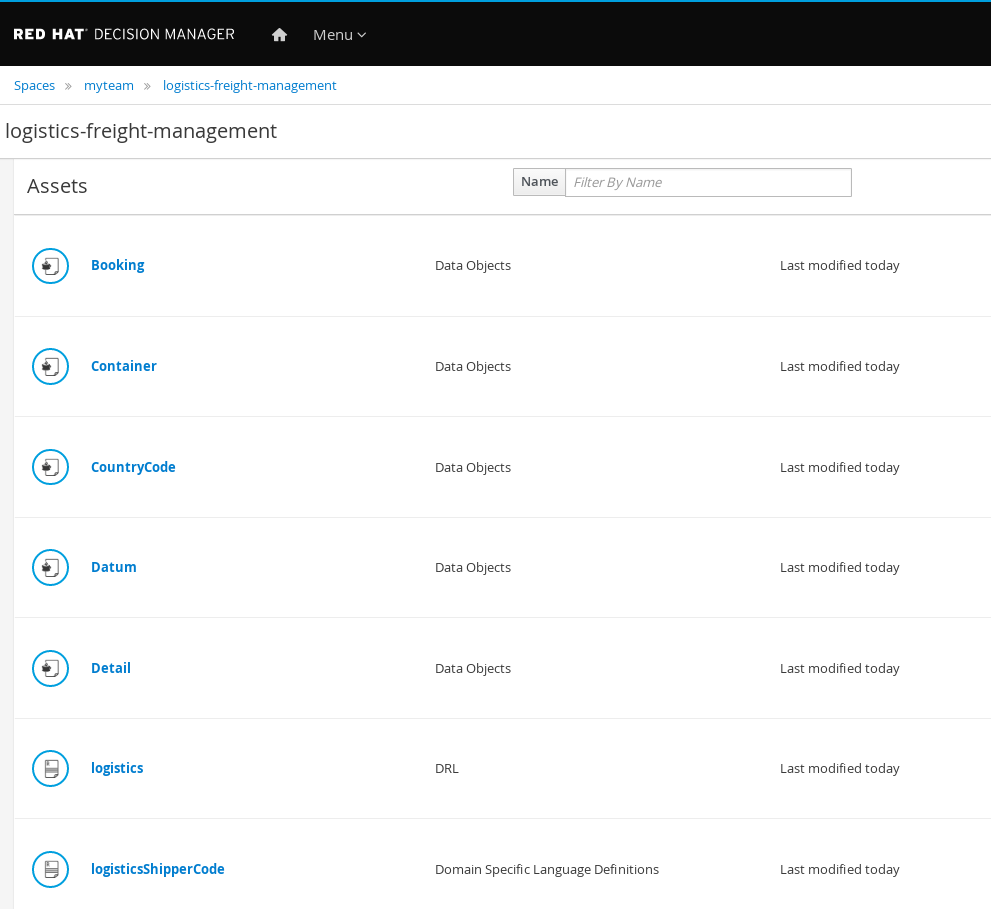 RED HAT DECISION MANAGER Menu
Spaces » myteam » logistics-freight-management
logistics-freight-management
Assets Name Filter By Name
Booking Data Objects Last modified today
Container Data Objects Last modified today
CountryCode Data Objects Last modified today
Datum Data Objects Last modified today
Detail Data Objects Last modified today
logistics DRL Last modified today
logisticsShipperCode Domain Specific Language Definitions Last modified today